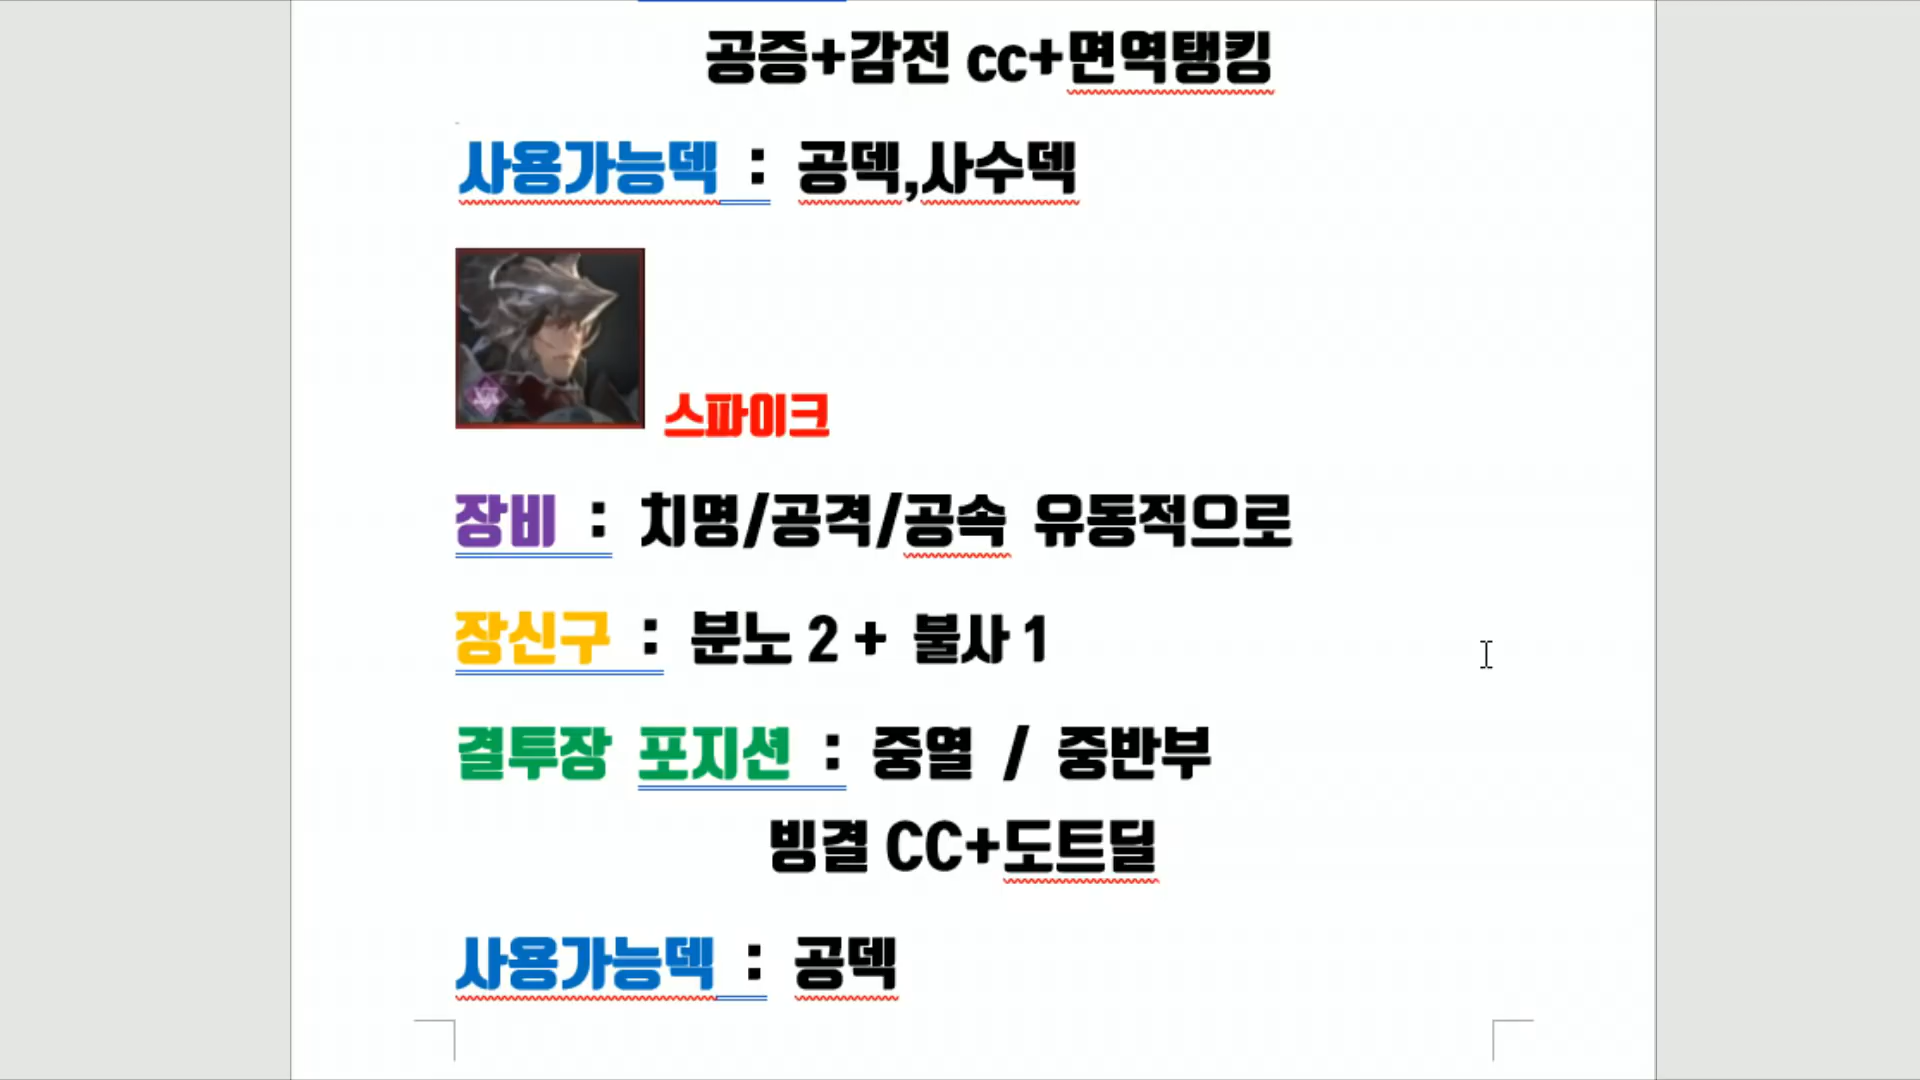 공증+감전 cc+면역탱킹
사용가능덱 : 공덱,사수덱
스파이크
장비 : 치명/공격/공속 유동적으로
장신구 : 분노 2 + 불사 1
결투장 포지션 : 중열 / 중반부
빙결 CC+도트딜
사용가능덱 : 공덱